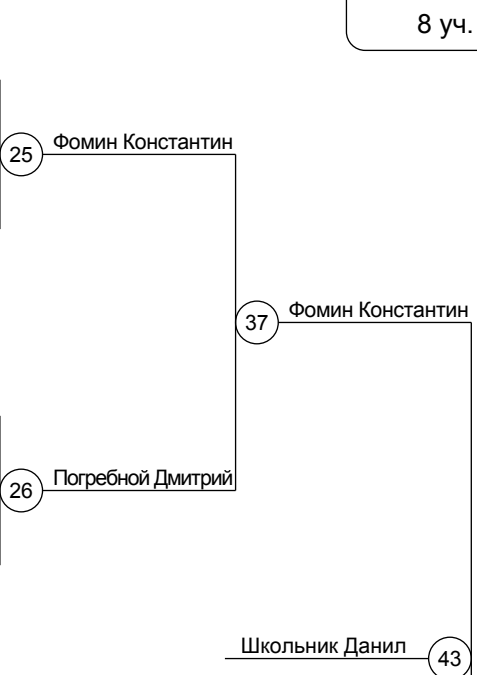 8 уч.
25 Фомин Константин
37 Фомин Константин
26 Погребной Дмитрий
Школьник Данил 43